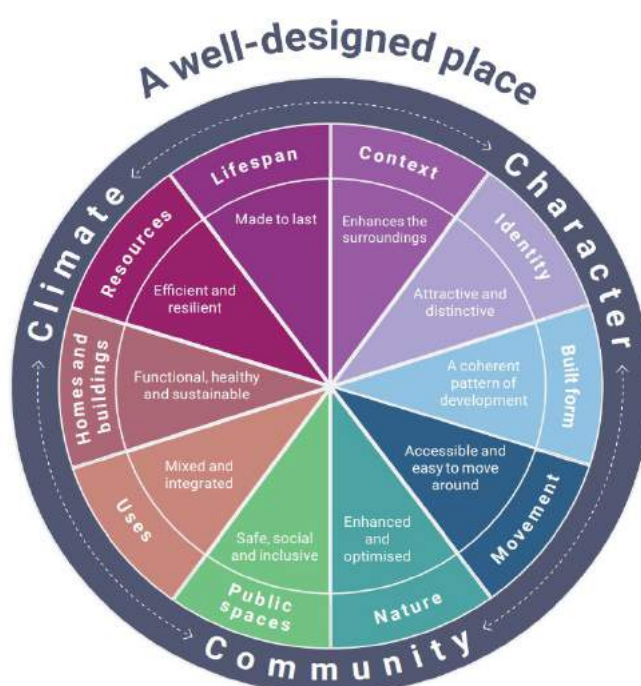 A well-designed place
Climate
Character
Community
Context
Enhances the
surroundings
Identity
Attractive and
distinctive
Built form
A coherent
pattern of
development
Movement
Accessible and
easy to move
around
Nature
Enhanced
and
optimised
Public
spaces
Safe, social
and inclusive
Uses
Mixed and
integrated
Homes and
buildings
Functional, healthy
and sustainable
Resources
Efficient and
resilient
Lifespan
Made to last